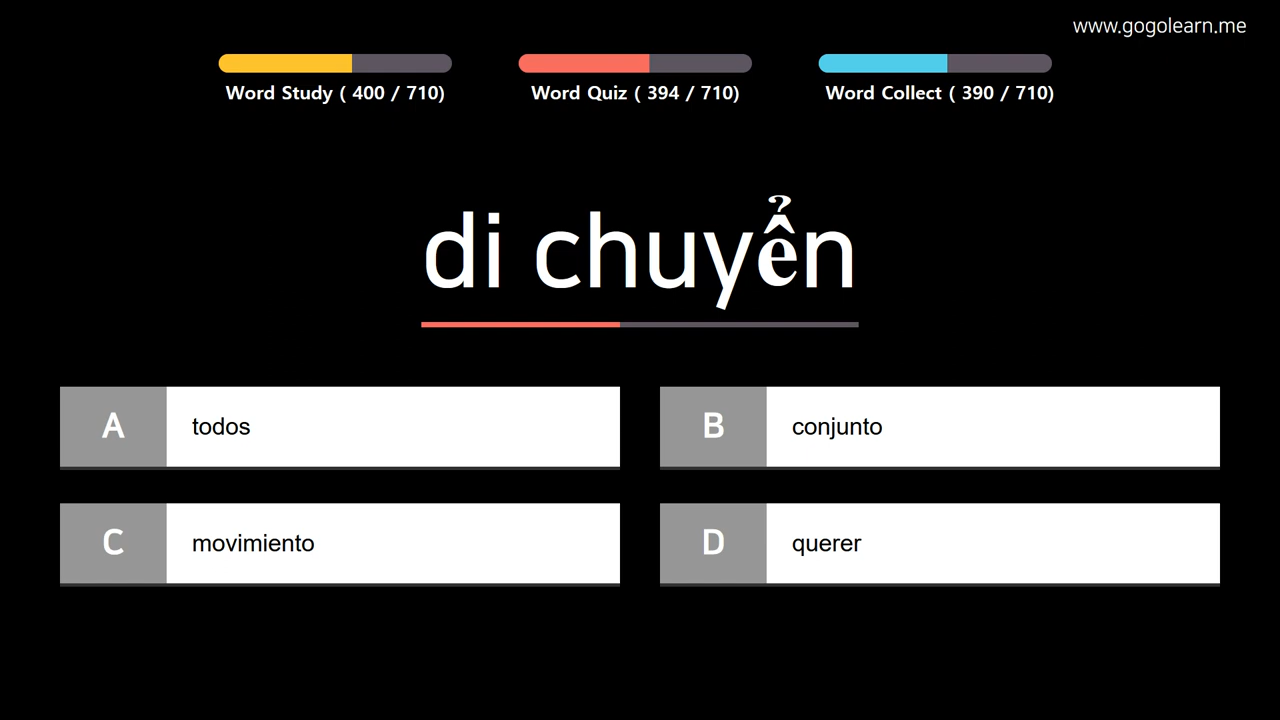 www.gogolearn.me
Word Study ( 400 / 710)
Word Quiz ( 394 / 710)
Word Collect ( 390 / 710)
di chuyển
A todos
B conjunto
C movimiento
D querer